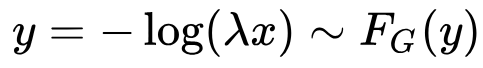 y = − log(λx) ∼ F_G(y)